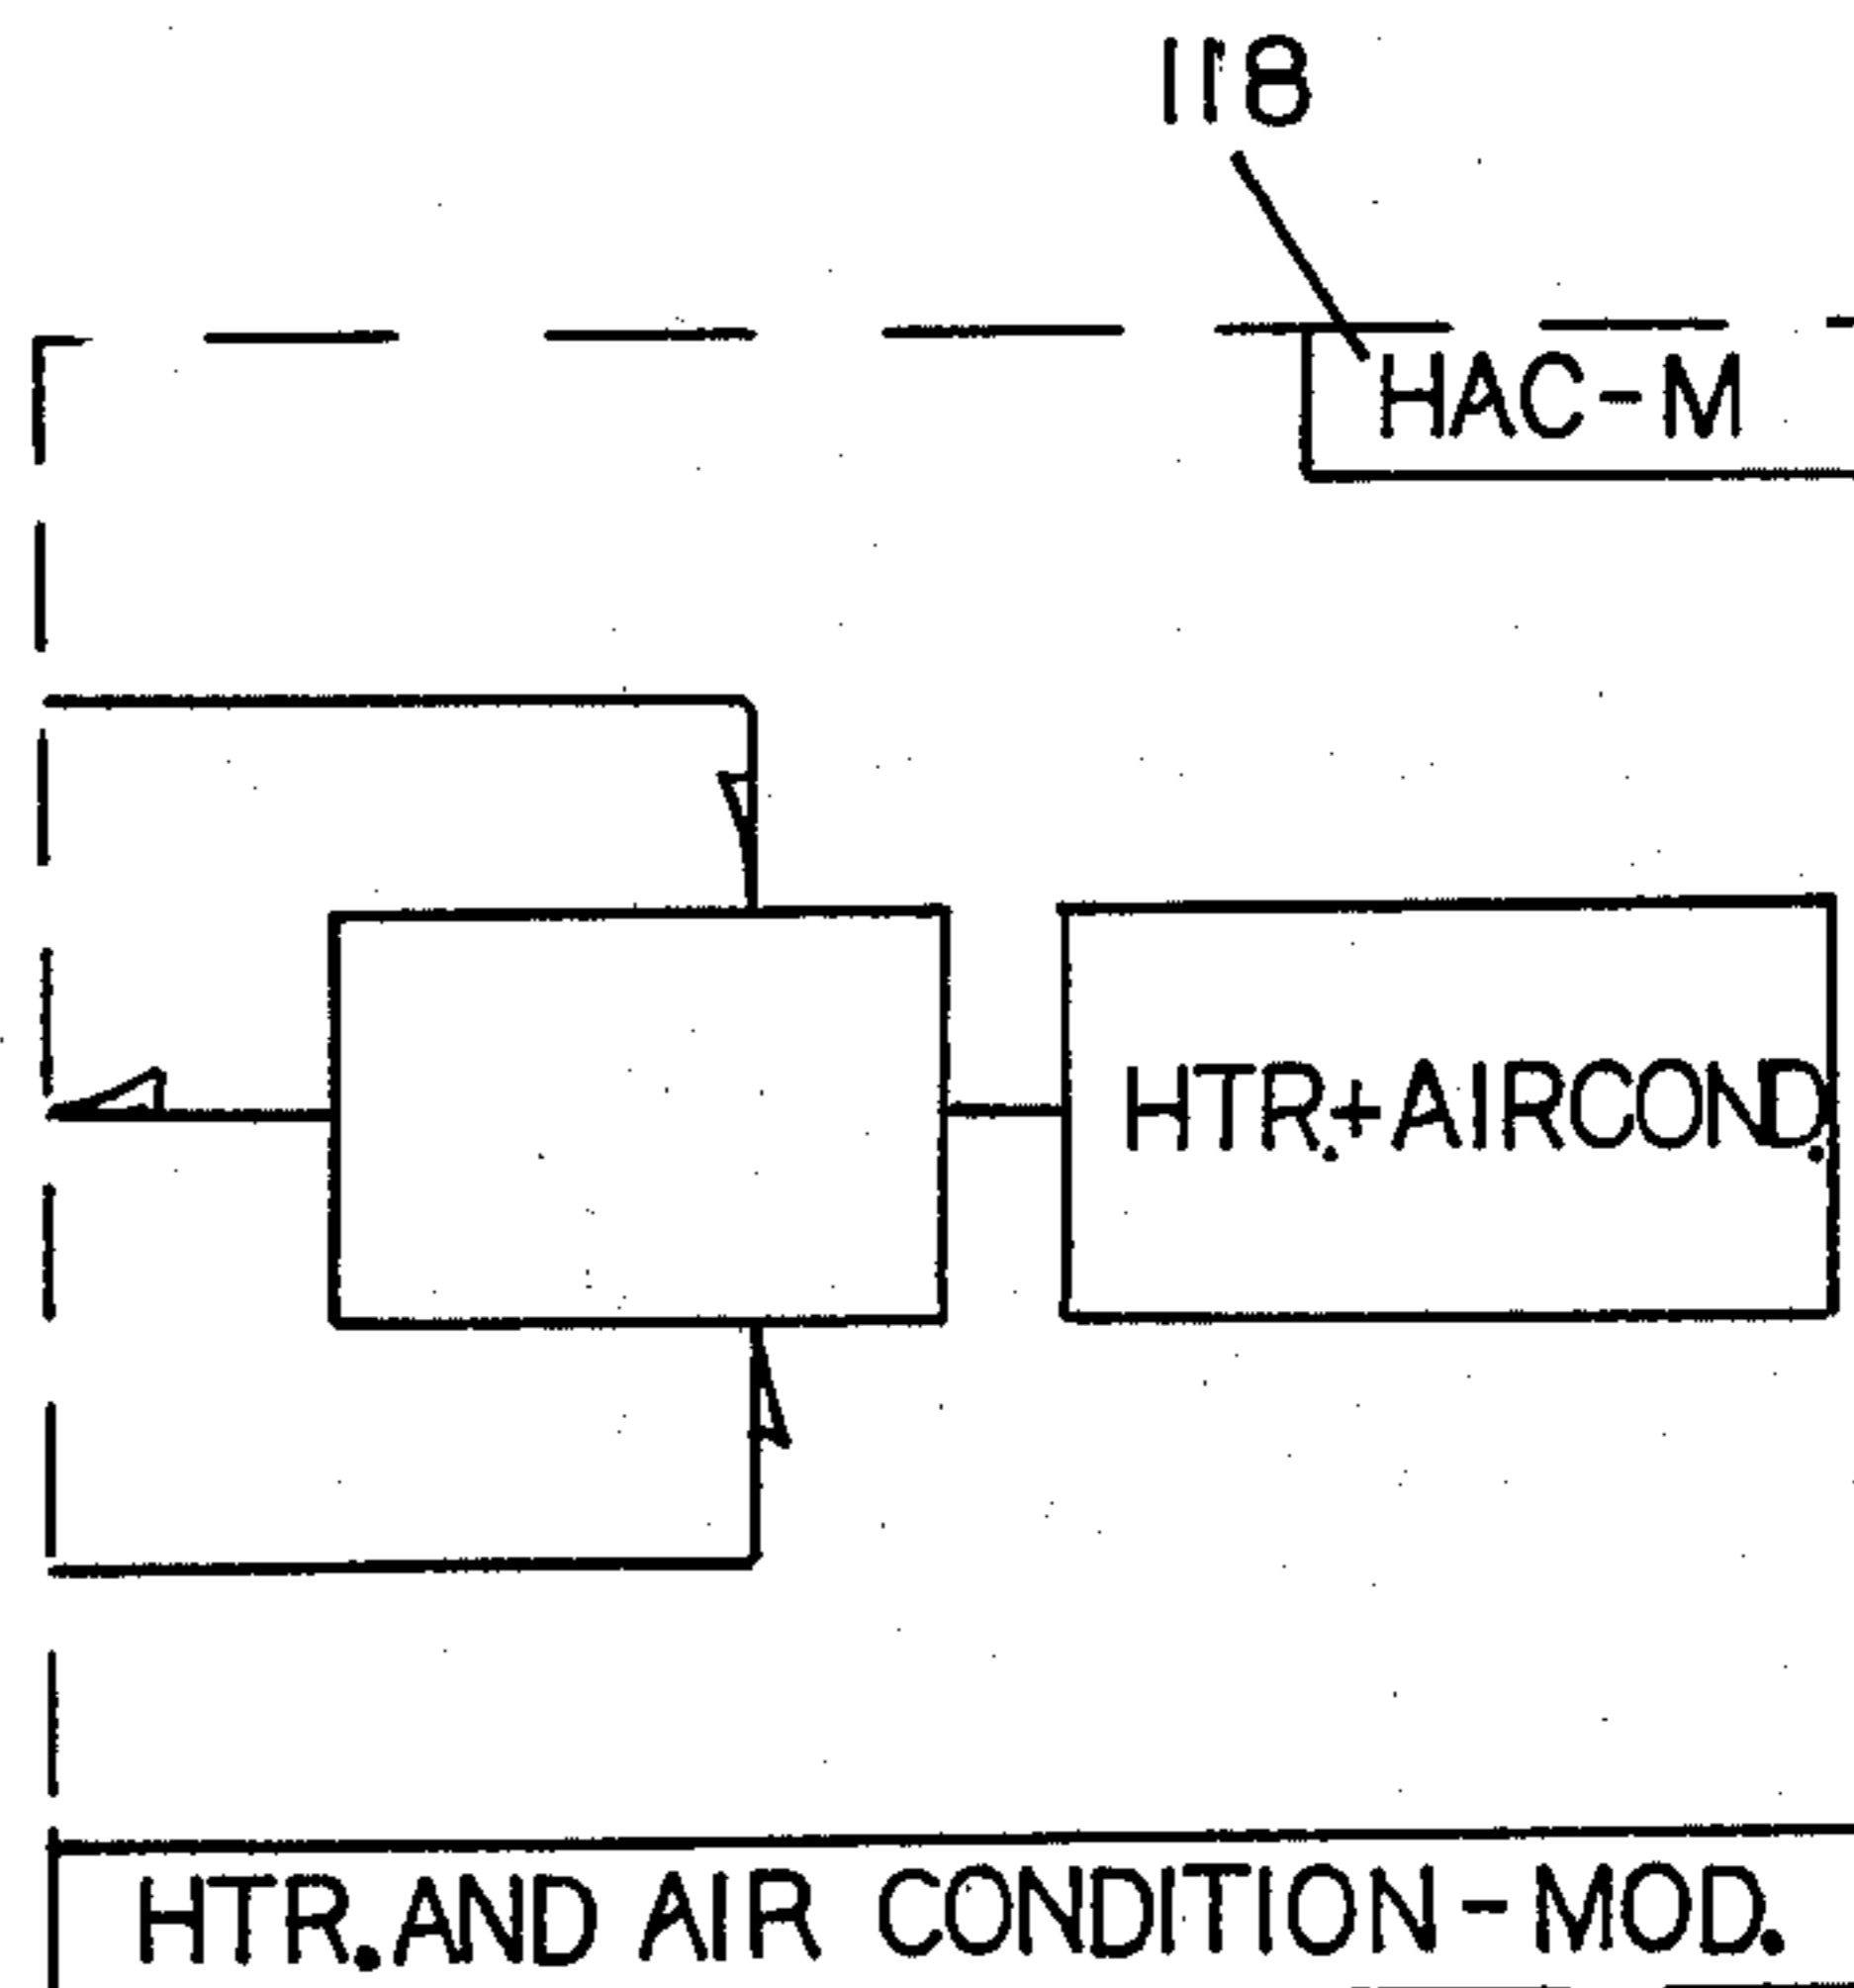 118
HAC-M
HTR.+AIRCOND.
HTR.AND AIR CONDITION-MOD.